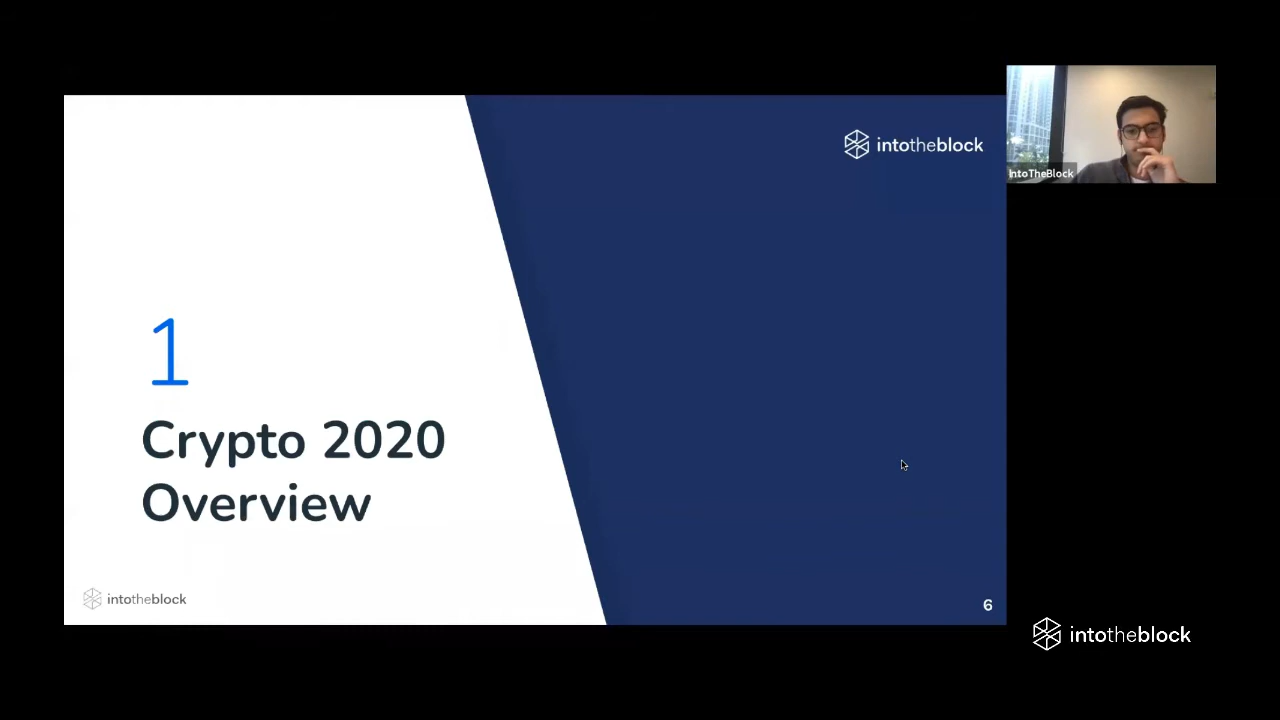 intotheblock
IntoTheBlock
1
Crypto 2020
Overview
intotheblock
6
intotheblock